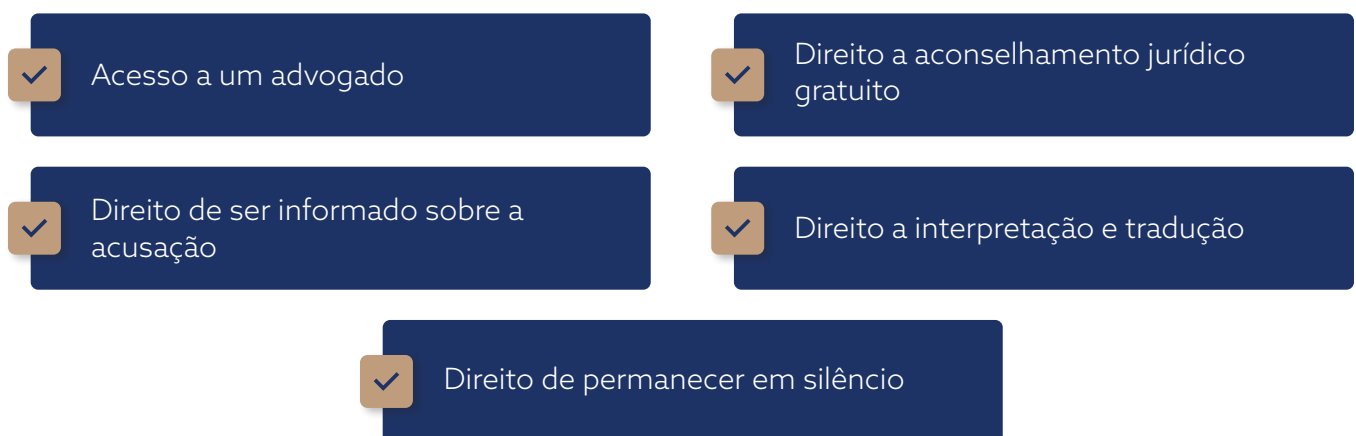 Acesso a um advogado
Direito a aconselhamento jurídico
gratuito
Direito de ser informado sobre a
acusação
Direito a interpretação e tradução
Direito de permanecer em silêncio